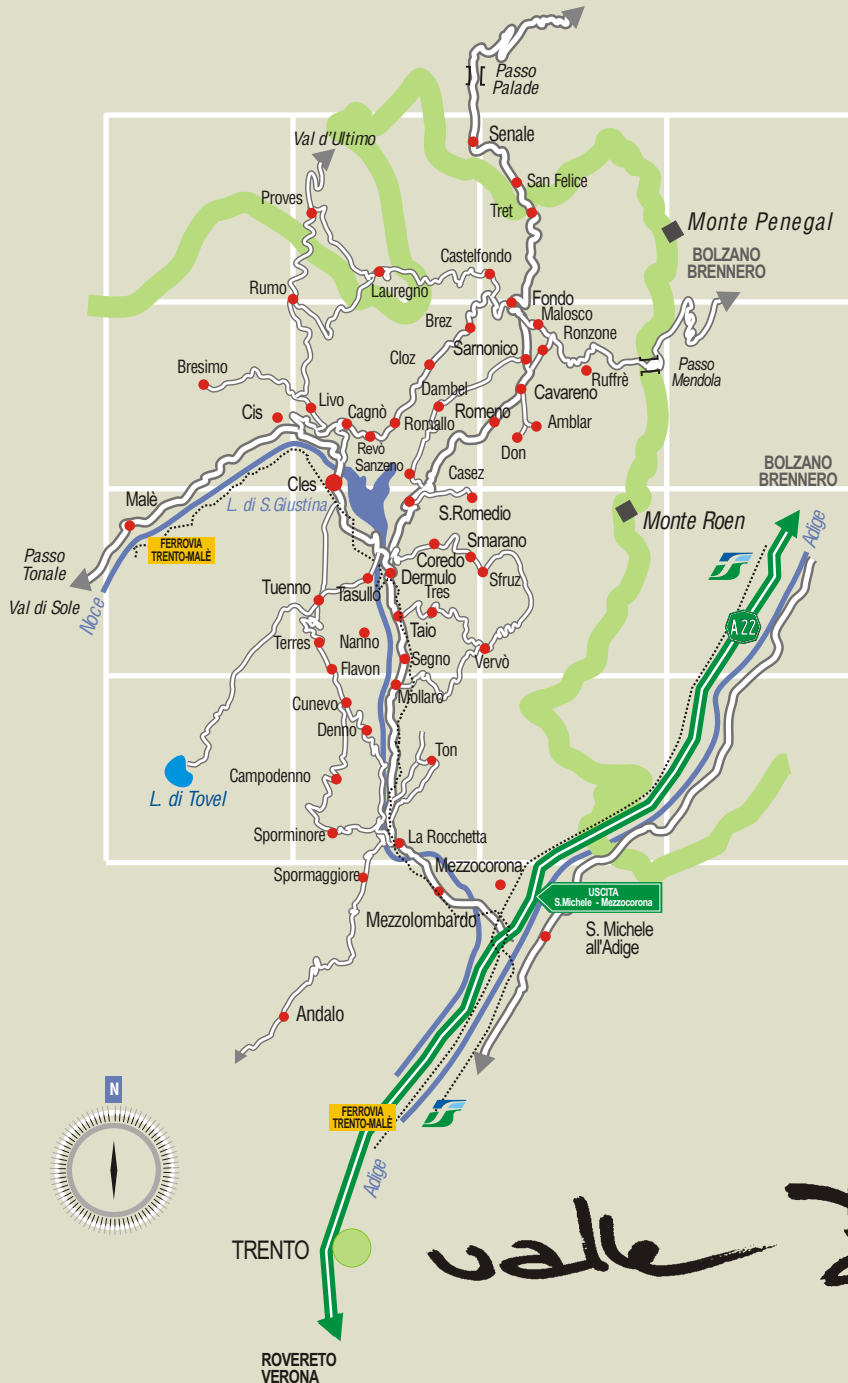 Passo
Palade
Senale
Val d'Ultimo
San Felice
Proves
Tret
Monte Penegal
BOLZANO
BRENNERO
Castelfondo
Lauregno
Rumo
Fondo
Malosco
Brez
Ronzone
Sarnonico
Cloz
Passo
Mendola
Bresimo
Ruffrè
Dambel
Cavareno
Livo
Cis
Cagnò
Romallo
Romeno
Amblar
Revò
Don
Sanzeno
Casez
BOLZANO
BRENNERO
Cles
L. di S.Giustina
S.Romedio
Malè
Monte Roen
Adige
Smarano
FERROVIA
TRENTO-MALÈ
Passo
Tonale
Coredo
Dermulo
Sfruz
Val di Sole
Noce
Tuenno
Tasullo
Tres
Taio
A 22
Terres
Nanno
Segno
Vervò
Flavon
Mollaro
Cunevo
Denno
Ton
Campodenno
L. di Tovel
Sporminore
La Rocchetta
Spormaggiore
Mezzocorona
USCITA
S.Michele - Mezzocorona
Mezzolombardo
S. Michele
all'Adige
Andalo
N
FERROVIA
TRENTO-MALÈ
Adige
TRENTO
valle
ROVERETO
VERONA